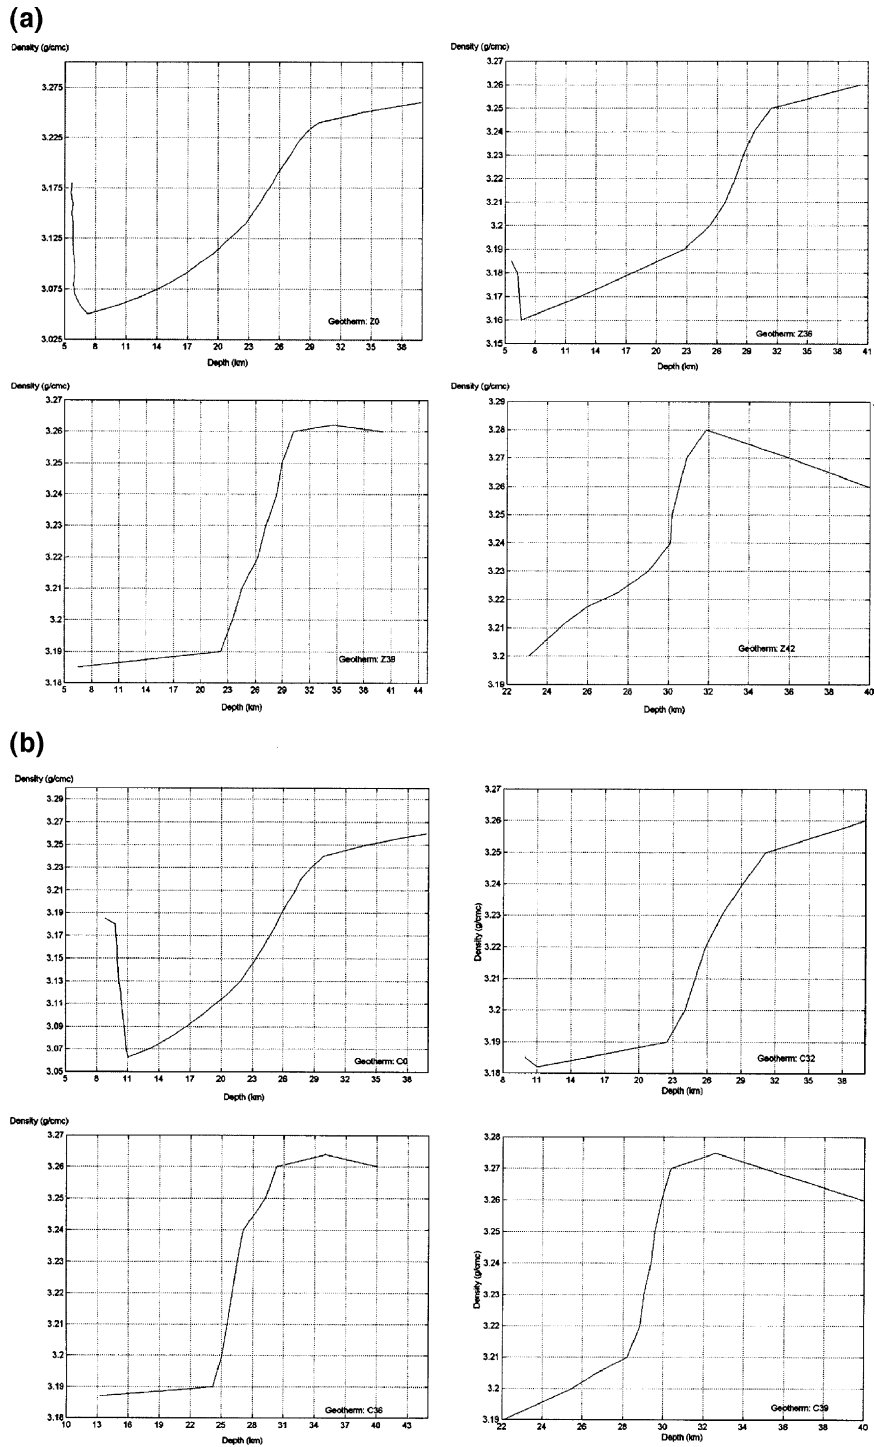 (a)
Density (g/cmc)
3.275
3.225
3.175
3.125
3.075
3.025
5 8 11 14 17 20 23 26 29 32 35 38
Geotherm: Z0
Depth (km)
Density (g/cmc)
3.27
3.26
3.25
3.24
3.23
3.22
3.21
3.2
3.19
3.18
3.17
3.16
3.15
5 8 11 14 17 20 23 26 29 32 35 38 41
Geotherm: Z36
Depth (km)
Density (g/cmc)
3.27
3.26
3.25
3.24
3.23
3.22
3.21
3.2
3.19
3.18
5 8 11 14 17 20 23 26 29 32 35 38 41 44
Geotherm: Z39
Depth (km)
Density (g/cmc)
3.29
3.28
3.27
3.26
3.25
3.24
3.23
3.22
3.21
3.2
3.19
22 24 26 28 30 32 34 36 38 40
Geotherm: Z42
Depth (km)
(b)
Density (g/cmc)
3.29
3.27
3.25
3.23
3.21
3.19
3.17
3.15
3.13
3.11
3.09
3.07
3.05
5 8 11 14 17 20 23 26 30 33 36
Geotherm: C0
Depth (km)
3.27
3.26
3.25
3.24
3.23
3.22
3.21
3.2
3.19
3.18
Density (g/cmc)
8 11 14 17 20 23 26 29 32 35 38
Geotherm: C32
Depth (km)
Density (g/cmc)
3.27
3.26
3.25
3.24
3.23
3.22
3.21
3.2
3.19
3.18
10 13 16 19 22 25 28 31 34 37 40 43
Geotherm: C36
Depth (km)
3.28
3.27
3.26
3.25
3.24
3.23
3.22
3.21
3.2
3.19
Density (g/cmc)
22 24 26 28 30 32 34 36 38 40
Geotherm: C39
Depth (km)